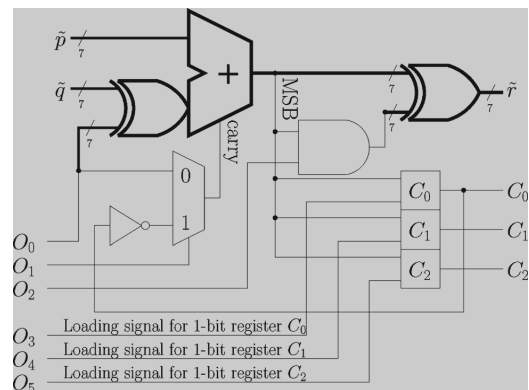 p̃
7
q̃
7
7
+
carry
MSB
7
7
7
r̃
0
1
C₀
C₁
C₂
C₀
C₁
C₂
O₀
O₁
O₂
O₃ Loading signal for 1-bit register C₀
O₄ Loading signal for 1-bit register C₁
O₅ Loading signal for 1-bit register C₂